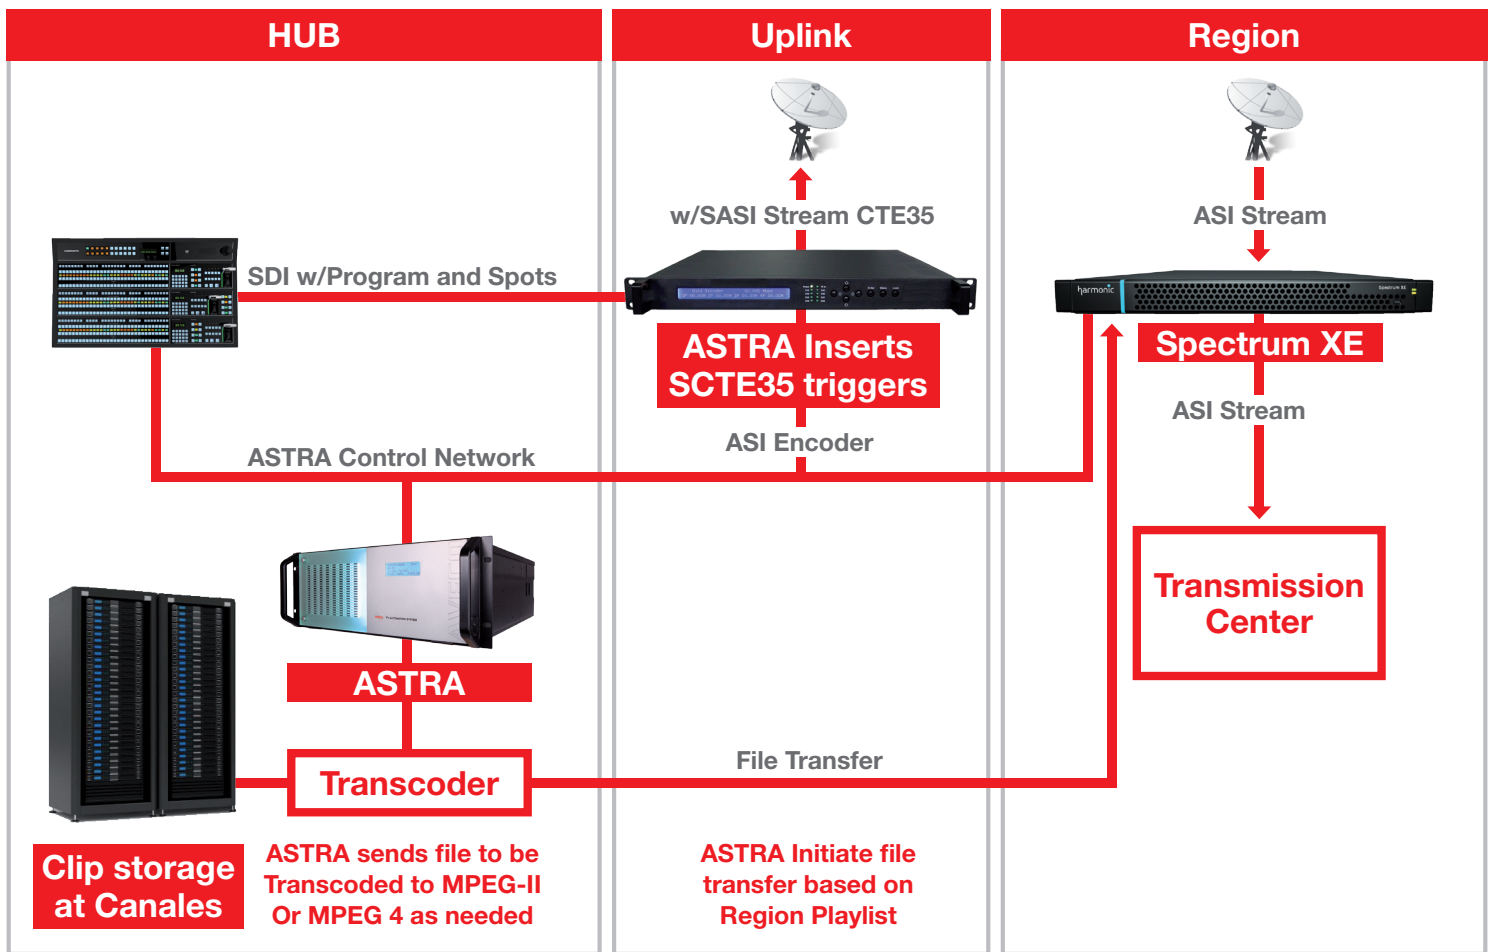 HUB
Uplink
Region
w/SASI Stream CTE35
ASI Stream
SDI w/Program and Spots
harmonic
Spectrum XE
ASTRA Inserts
SCTE35 triggers
Spectrum XE
ASI Stream
ASI Encoder
ASTRA Control Network
Transmission
Center
ASTRA
File Transfer
Transcoder
Clip storage
at Canales
ASTRA sends file to be
Transcoded to MPEG-II
Or MPEG 4 as needed
ASTRA Initiate file
transfer based on
Region Playlist